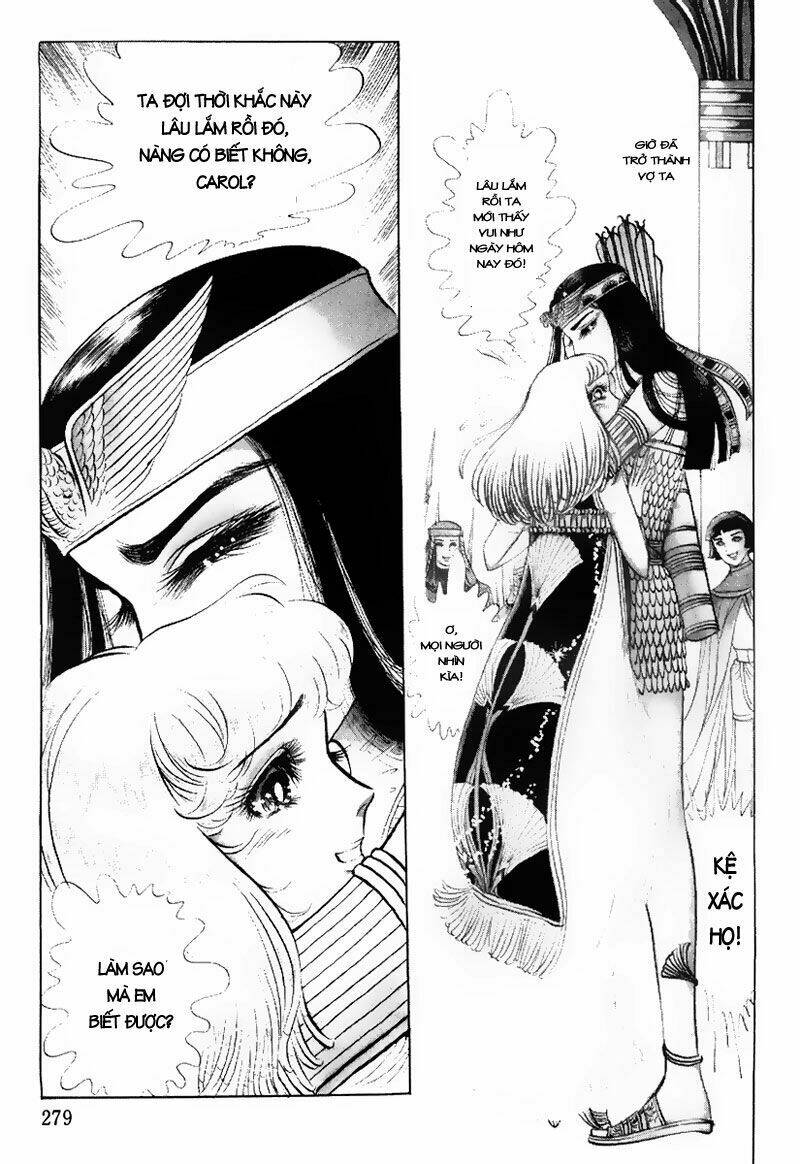 GIỜ ĐÃ
TRỞ THÀNH
VỢ TA
LÂU LẮM
RỒI TA
MỚI THẤY
VUI NHƯ
NGÀY HÔM
NAY ĐÓ!
Ơ,
MỌI NGƯỜI
NHÌN
KÌA!
KỆ
XÁC
HỌ!
TA ĐỢI THỜI KHẮC NÀY
LÂU LẮM RỒI ĐÓ,
NÀNG CÓ BIẾT KHÔNG,
CAROL?
LÀM SAO
MÀ EM
BIẾT ĐƯỢC?
279